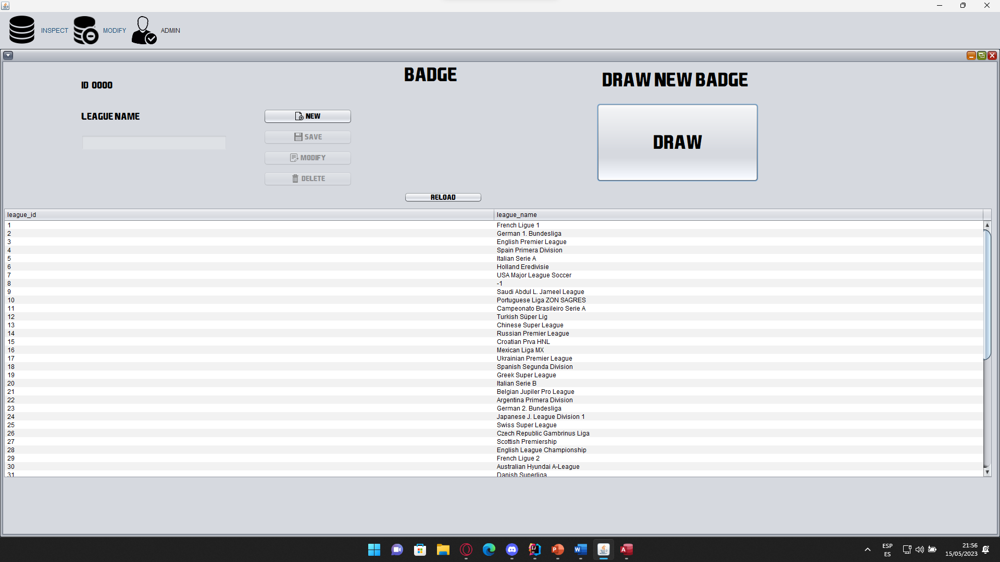 INSPECT MODIFY ADMIN
BADGE
DRAW NEW BADGE
ID 0000
LEAGUE NAME
NEW
SAVE
MODIFY
DELETE
DRAW
RELOAD
league_id league_name
1 French Ligue 1
2 German 1. Bundesliga
3 English Premier League
4 Spain Primera Division
5 Italian Serie A
6 Holland Eredivisie
7 USA Major League Soccer
8 -1
9 Saudi Abdul L. Jameel League
10 Portuguese Liga ZON SAGRES
11 Campeonato Brasileiro Serie A
12 Turkish Süper Lig
13 Chinese Super League
14 Russian Premier League
15 Croatian Prva HNL
16 Mexican Liga MX
17 Ukrainian Premier League
18 Spanish Segunda Division
19 Greek Super League
20 Italian Serie B
21 Belgian Jupiler Pro League
22 Argentina Primera Division
23 German 2. Bundesliga
24 Japanese J. League Division 1
25 Swiss Super League
26 Czech Republic Gambrinus Liga
27 Scottish Premiership
28 English League Championship
29 French Ligue 2
30 Australian Hyundai A-League
31 Danish Superliga
ESP
ES
21:56
15/05/2023